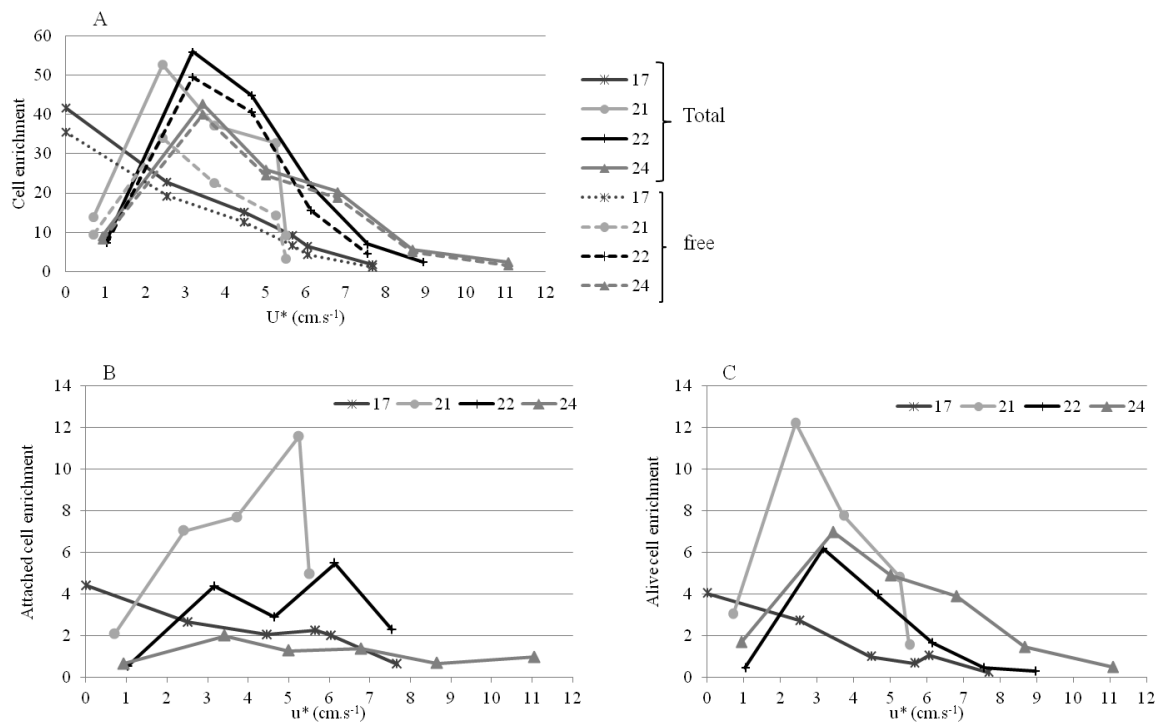 A
Cell enrichment
60
50
40
30
20
10
0
0 1 2 3 4 5 6 7 8 9 10 11 12
U* (cm.s⁻¹)
17
21
22
24
Total
17
21
22
24
free
B
Attached cell enrichment
14
12
10
8
6
4
2
0
17 21 22 24
0 1 2 3 4 5 6 7 8 9 10 11 12
u* (cm.s⁻¹)
C
Alive cell enrichment
14
12
10
8
6
4
2
0
17 21 22 24
0 1 2 3 4 5 6 7 8 9 10 11 12
u* (cm.s⁻¹)